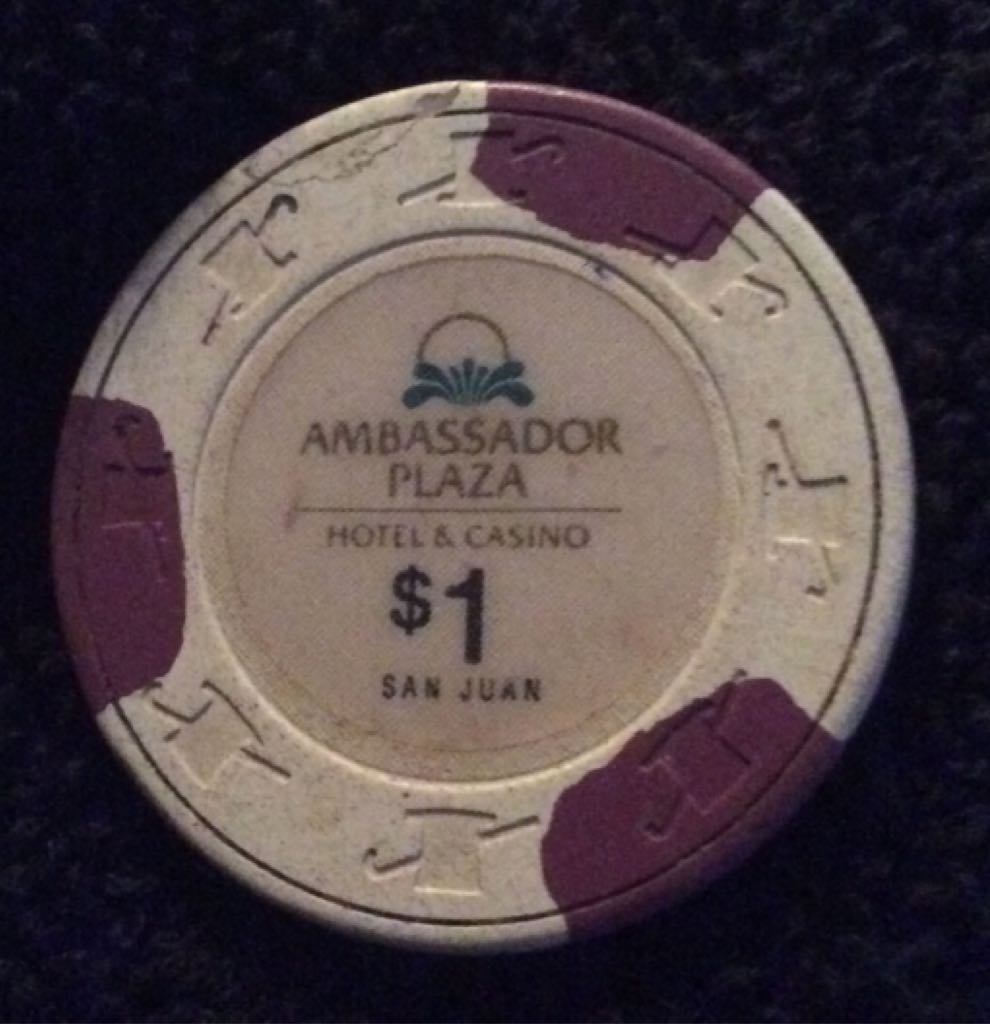 AMBASSADOR
PLAZA
HOTEL & CASINO
$1
SAN JUAN